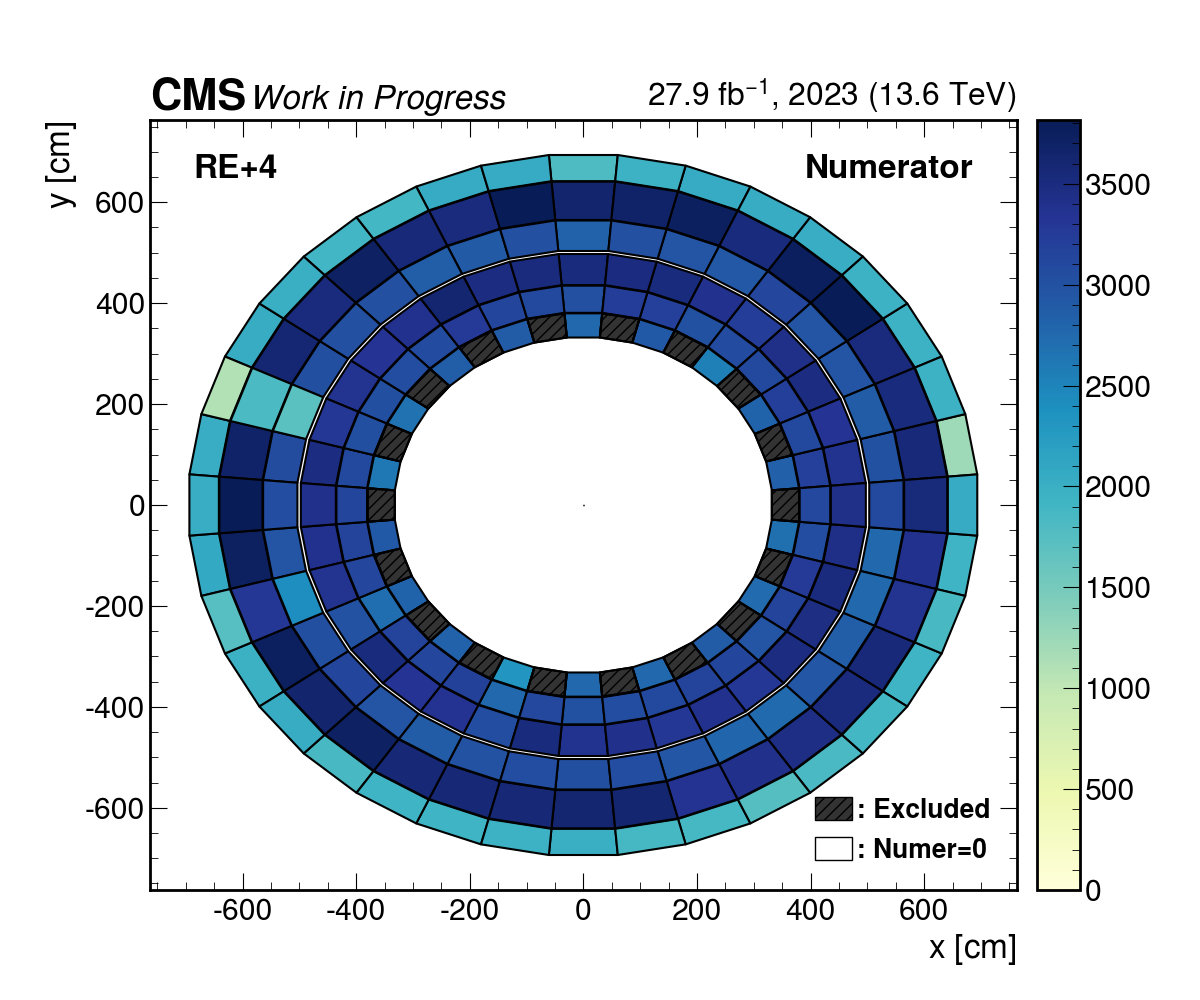 CMS Work in Progress
27.9 fb⁻¹, 2023 (13.6 TeV)
y [cm]
RE+4
Numerator
600
400
200
0
-200
-400
-600
-600
-400
-200
0
200
400
600
x [cm]
: Excluded
: Numer=0
3500
3000
2500
2000
1500
1000
500
0